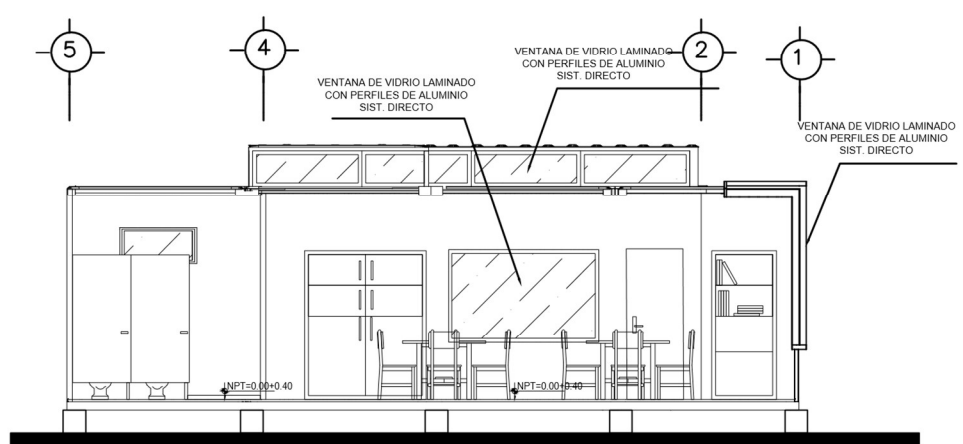 5
4
2
1
VENTANA DE VIDRIO LAMINADO
CON PERFILES DE ALUMINIO
SIST. DIRECTO
VENTANA DE VIDRIO LAMINADO
CON PERFILES DE ALUMINIO
SIST. DIRECTO
VENTANA DE VIDRIO LAMINADO
CON PERFILES DE ALUMINIO
SIST. DIRECTO
NPT=0.00+0.40
NPT=0.00+0.40